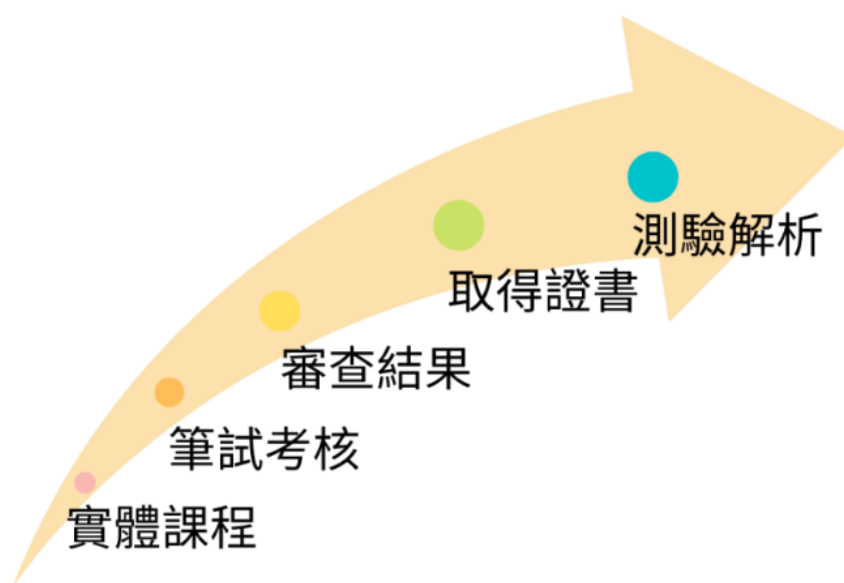 實體課程
筆試考核
審查結果
取得證書
測驗解析